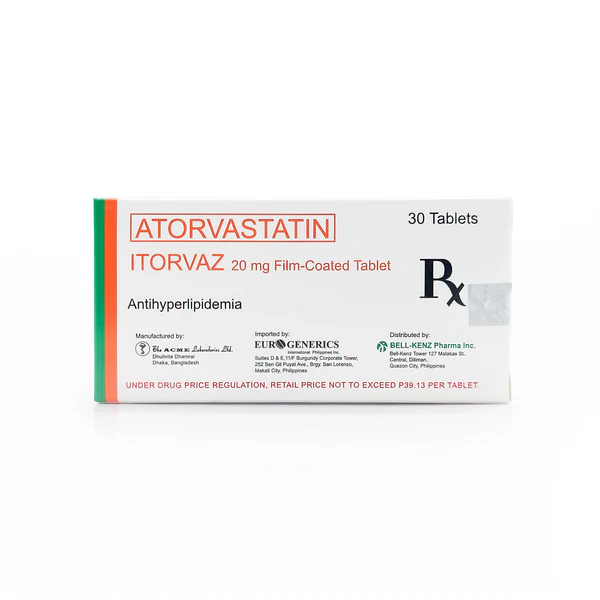 ATORVASTATIN
30 Tablets
ITORVAZ 20 mg Film-Coated Tablet
Rx
Antihyperlipidemia
Manufactured by:
The ACME Laboratories Ltd.
Dhulivita Dhamrai
Dhaka, Bangladesh
Imported by:
EUROGENERICS
International Philippines Inc.
Suites D & E,11/F Burgundy Corporate Tower,
252 Sen Gil Puyat Ave., Brgy. San Lorenzo,
Makati City, Philippines
Distributed by:
BELL-KENZ Pharma Inc.
Bell-Kenz Tower 127 Malakas St.,
Central, Diliman,
Quezon City, Philippines
UNDER DRUG PRICE REGULATION, RETAIL PRICE NOT TO EXCEED P39.13 PER TABLET.